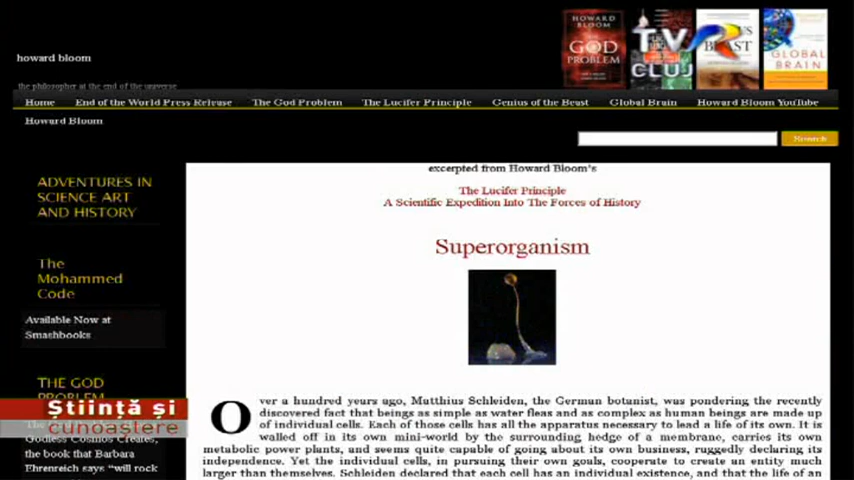 HOWARD BLOOM
THE GOD PROBLEM
TVR CLUJ
BEAST
GLOBAL BRAIN
howard bloom
the philosopher at the end of the universe
Home End of the World Press Release The God Problem The Lucifer Principle Genius of the Beast Global Brain Howard Bloom YouTube
Howard Bloom
Search
ADVENTURES IN
SCIENCE ART
AND HISTORY
The
Mohammed
Code
Available Now at
Smashbooks
THE GOD
PROBLEM
Godless Cosmos Creates,
the book that Barbara
Ehrenreich says “will rock
Știință și
cunoaștere
excerpted from Howard Bloom's
The Lucifer Principle
A Scientific Expedition Into The Forces of History
Superorganism
Over a hundred years ago, Matthius Schleiden, the German botanist, was pondering the recently
discovered fact that beings as simple as water fleas and as complex as human beings are made up
of individual cells. Each of those cells has all the apparatus necessary to lead a life of its own. It is
walled off in its own mini-world by the surrounding hedge of a membrane, carries its own
metabolic power plants, and seems quite capable of going about its own business, ruggedly declaring its
independence. Yet the individual cells, in pursuing their own goals, cooperate to create an entity much
larger than themselves. Schleiden declared that each cell has an individual existence, and that the life of an